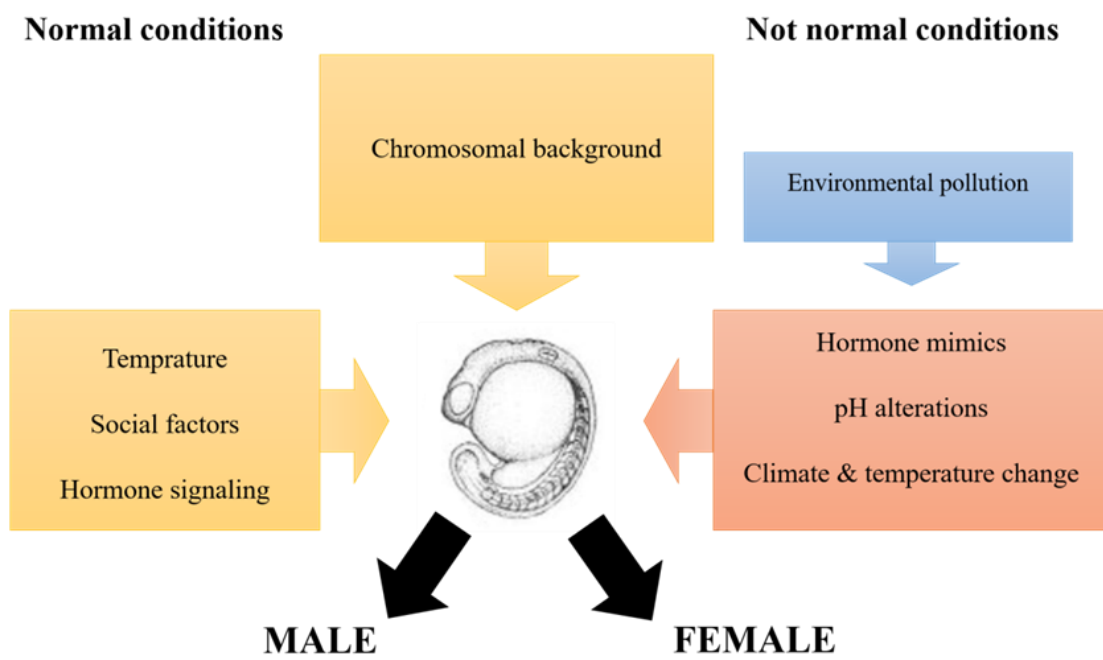 Normal conditions
Not normal conditions
Chromosomal background
Environmental pollution
Temprature
Social factors
Hormone signaling
Hormone mimics
pH alterations
Climate & temperature change
MALE
FEMALE